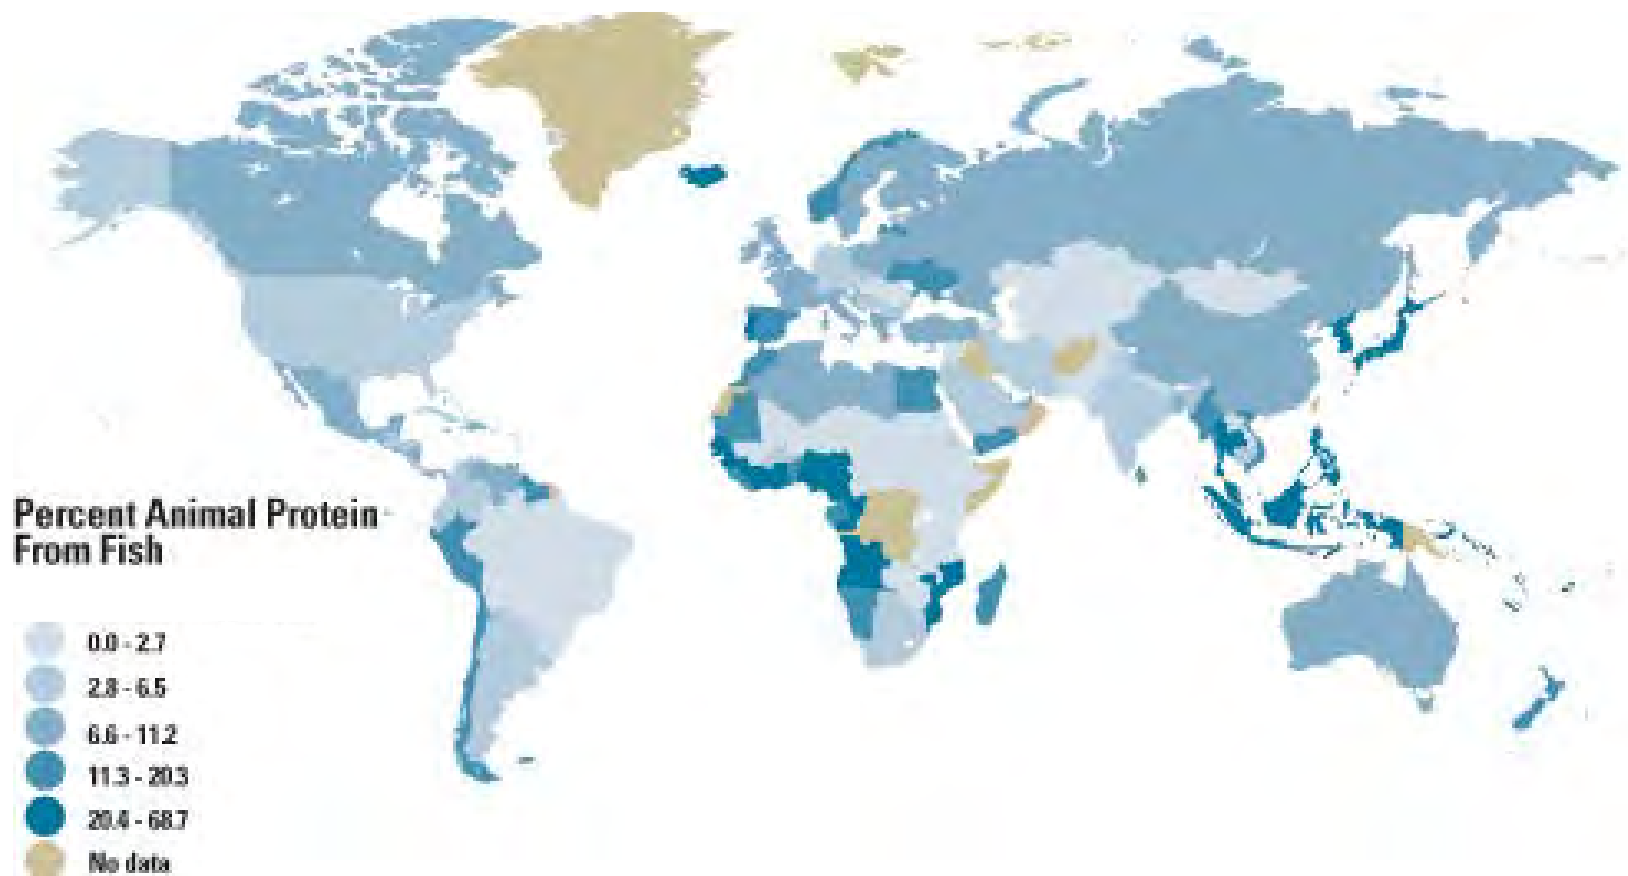 Percent Animal Protein
From Fish
0.0 - 2.7
2.8 - 6.5
6.6 - 11.2
11.3 - 20.3
20.4 - 68.7
No data